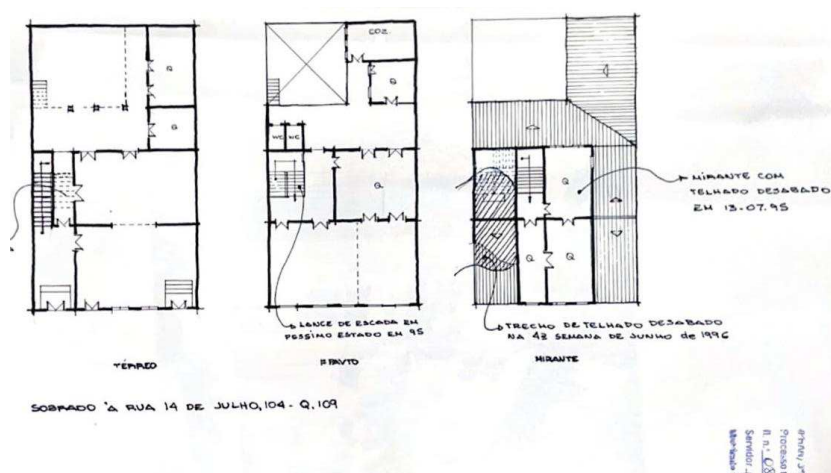 COZ.
Q
Q
Q
Q
WC
WC
Q
Q
Q
Q
MIRANTE COM
TELHADO DESABADO
EM 13-07.95
LANCE DE ESCADA EM
PESSIMO ESTADO EM 95
TRECHO DE TELHADO DESABADO
NA 4ª SEMANA DE JUNHO de 1996
TÉRREO
MIRANTE
SOBRADO À RUA 14 DE JULHO, 104 - Q. 109
Processo
Servidor